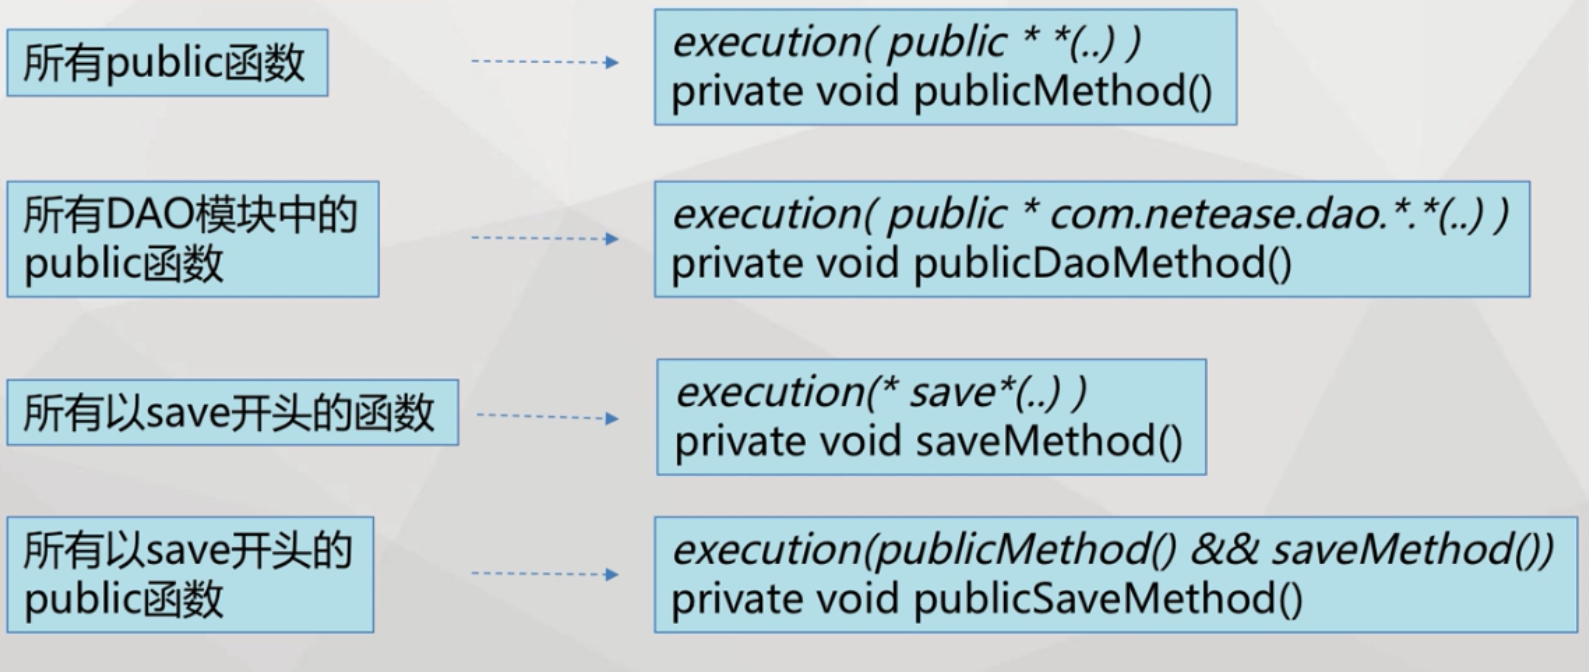 所有public函数
execution( public * *(..) )
private void publicMethod()
所有DAO模块中的
public函数
execution( public * com.netease.dao.*.*(..) )
private void publicDaoMethod()
所有以save开头的函数
execution(* save*(..) )
private void saveMethod()
所有以save开头的
public函数
execution(publicMethod() && saveMethod())
private void publicSaveMethod()